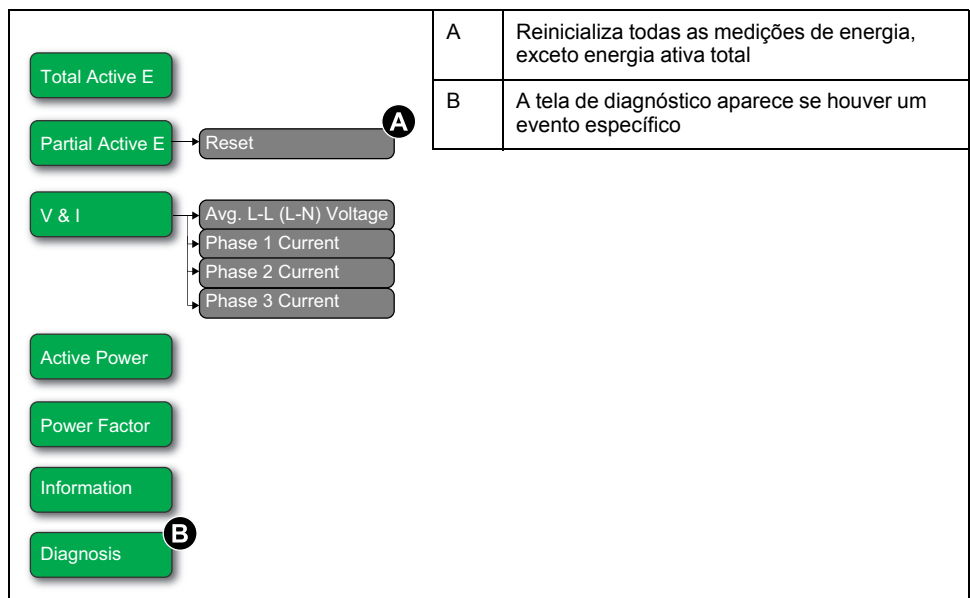 A
Reinicializa todas as medições de energia,
exceto energia ativa total
B
A tela de diagnóstico aparece se houver um
evento específico
Total Active E
Partial Active E
Reset
A
V & I
Avg. L-L (L-N) Voltage
Phase 1 Current
Phase 2 Current
Phase 3 Current
Active Power
Power Factor
Information
Diagnosis
B